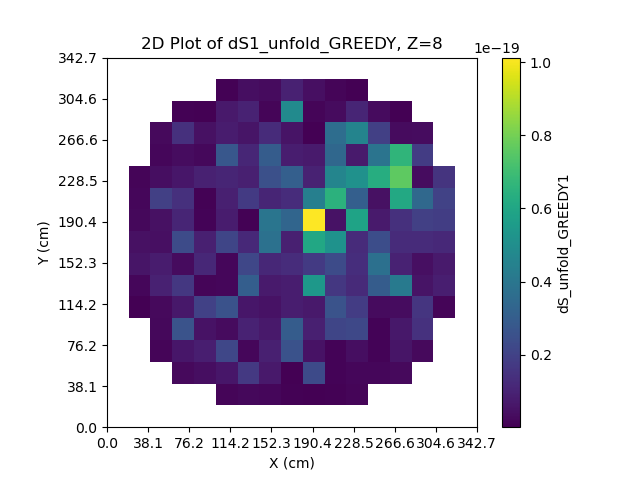 2D Plot of dS1_unfold_GREEDY, Z=8
1e−19
342.7
304.6
266.6
228.5
190.4
152.3
114.2
76.2
38.1
0.0
Y (cm)
0.0 38.1 76.2 114.2 152.3 190.4 228.5 266.6 304.6 342.7
X (cm)
1.0
0.8
0.6
0.4
0.2
dS_unfold_GREEDY1